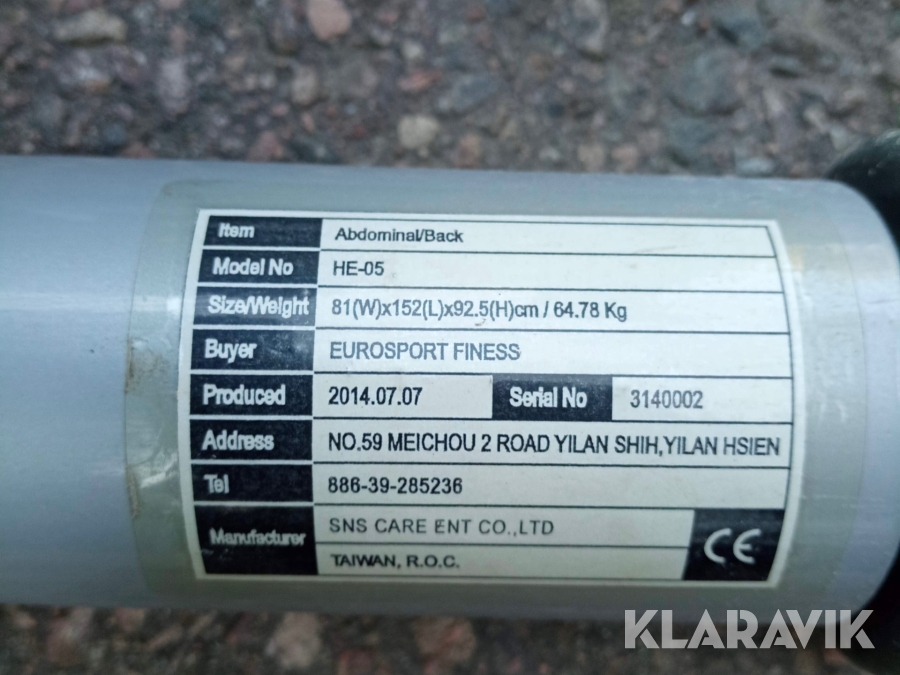 Item Abdominal/Back
Model No HE-05
Size/Weight 81(W)x152(L)x92.5(H)cm / 64.78 Kg
Buyer EUROSPORT FINESS
Produced 2014.07.07 Serial No 3140002
Address NO.59 MEICHOU 2 ROAD YILAN SHIH,YILAN HSIEN
Tel 886-39-285236
Manufacturer SNS CARE ENT CO.,LTD
TAIWAN, R.O.C.
CE
KLARAVIK